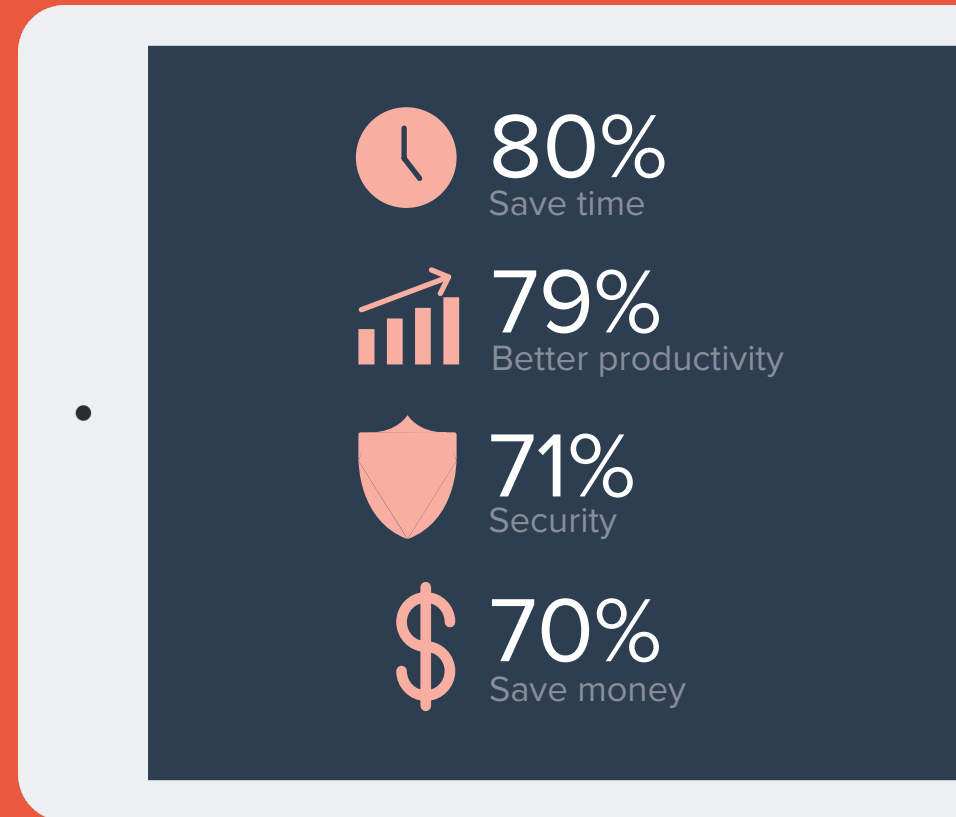 80%
Save time
79%
Better productivity
71%
Security
70%
Save money